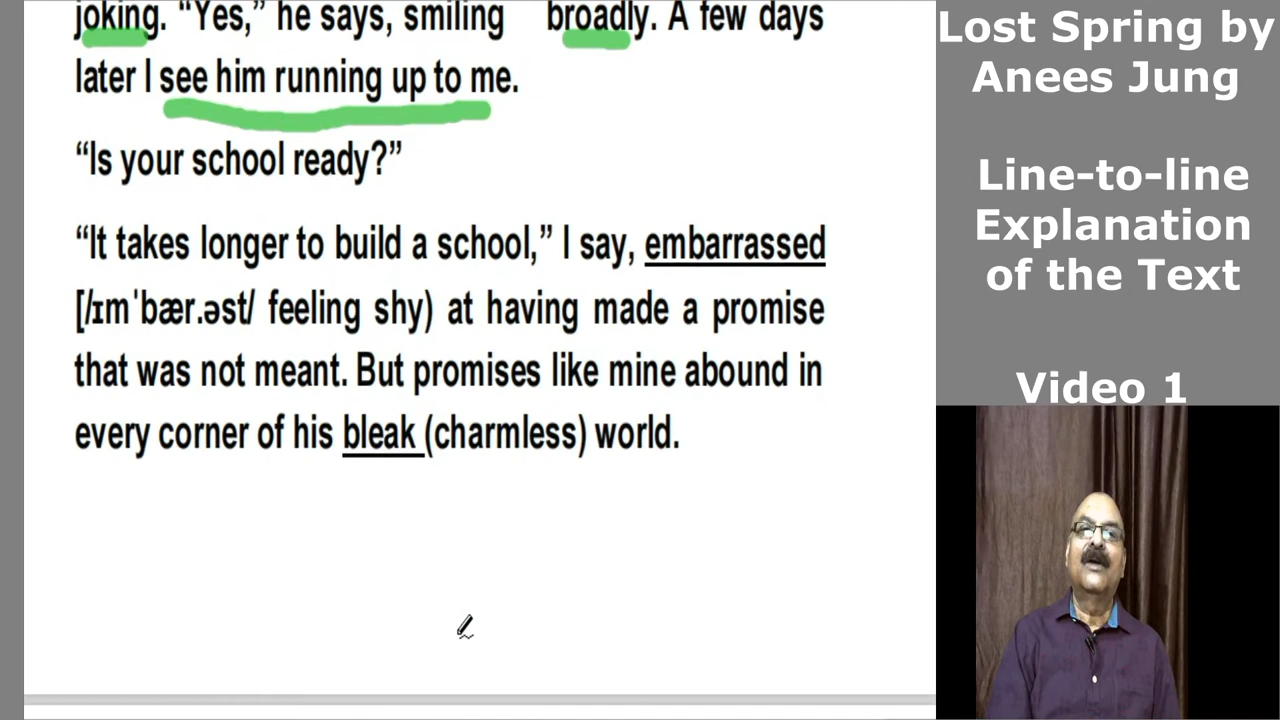 joking. “Yes,” he says, smiling broadly. A few days
later I see him running up to me.
“Is your school ready?”
“It takes longer to build a school,” I say, embarrassed
[/ɪmˈbær.əst/ feeling shy) at having made a promise
that was not meant. But promises like mine abound in
every corner of his bleak (charmless) world.
Lost Spring by
Anees Jung
Line-to-line
Explanation
of the Text
Video 1